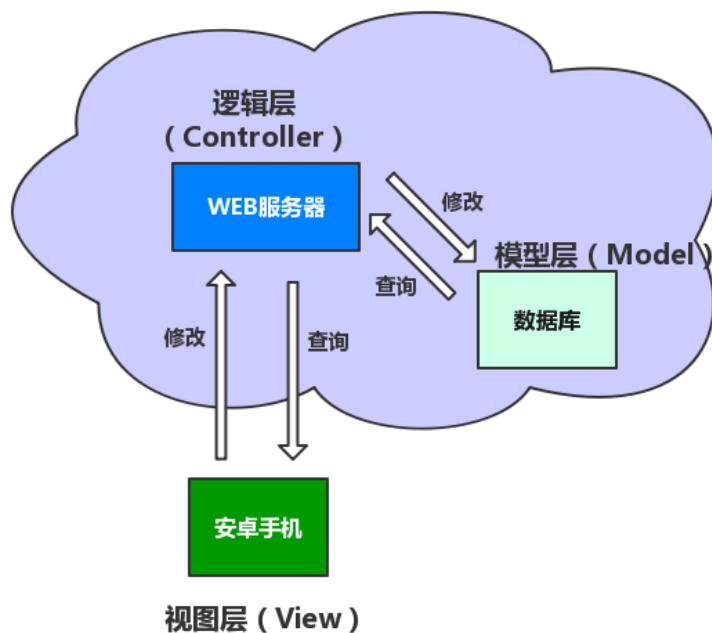 逻辑层
（Controller）
WEB服务器
修改
模型层（Model）
查询
数据库
修改
查询
安卓手机
视图层（View）